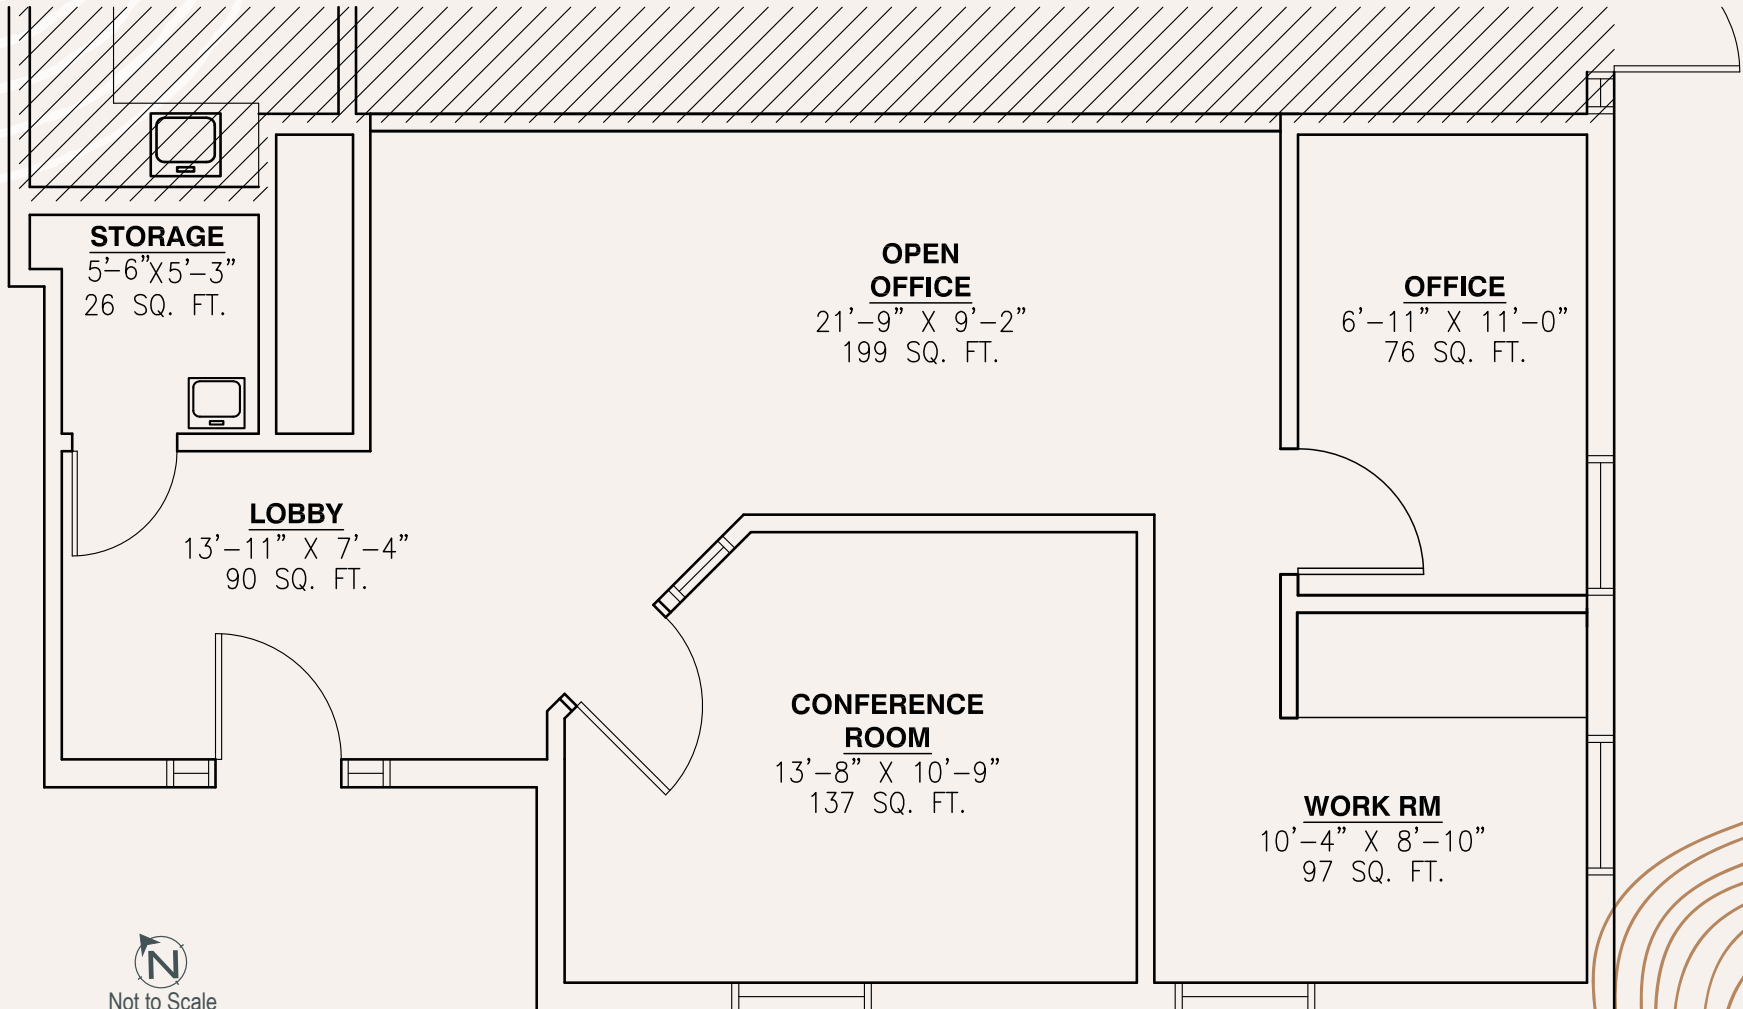 STORAGE
5'-6" X 5'-3"
26 SQ. FT.
OPEN
OFFICE
21'-9" X 9'-2"
199 SQ. FT.
OFFICE
6'-11" X 11'-0"
76 SQ. FT.
LOBBY
13'-11" X 7'-4"
90 SQ. FT.
CONFERENCE
ROOM
13'-8" X 10'-9"
137 SQ. FT.
WORK RM
10'-4" X 8'-10"
97 SQ. FT.
N
Not to Scale